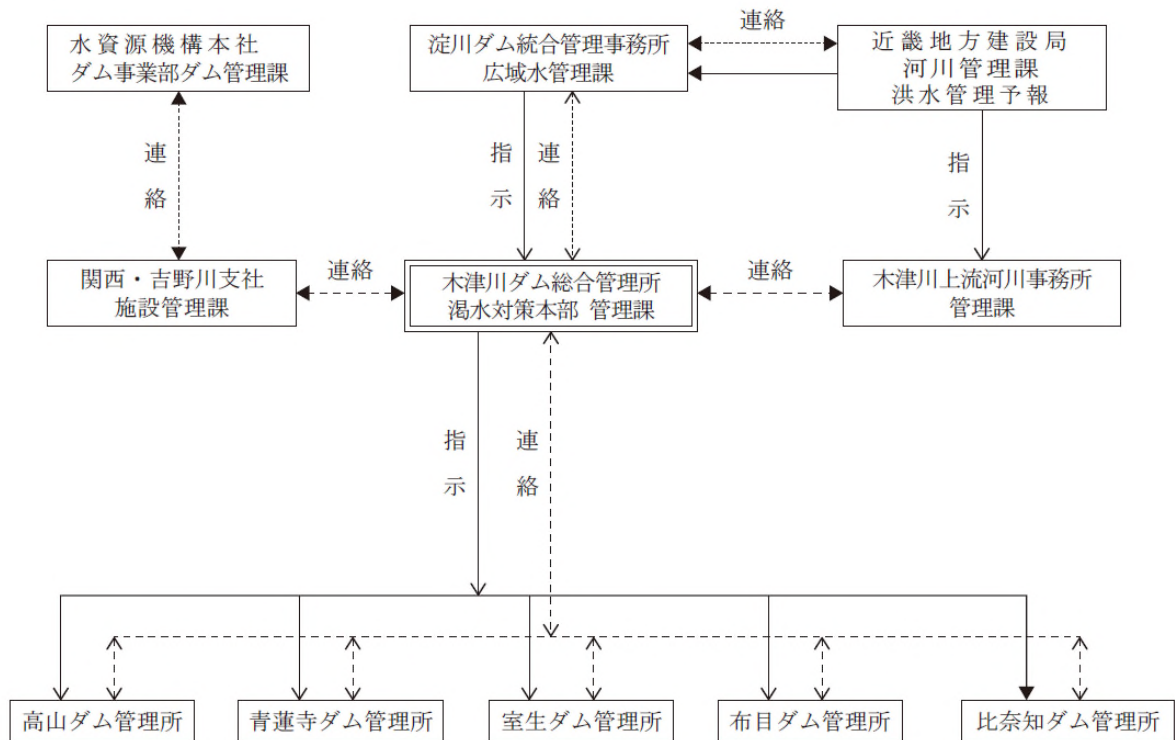 水資源機構本社
ダム事業部ダム管理課
淀川ダム統合管理事務所
広域水管理課
連絡
近畿地方建設局
河川管理課
洪水管理予報
連絡
指示
連絡
指示
関西・吉野川支社
施設管理課
連絡
木津川ダム総合管理所
渇水対策本部 管理課
連絡
木津川上流河川事務所
管理課
指示
連絡
高山ダム管理所
青蓮寺ダム管理所
室生ダム管理所
布目ダム管理所
比奈知ダム管理所